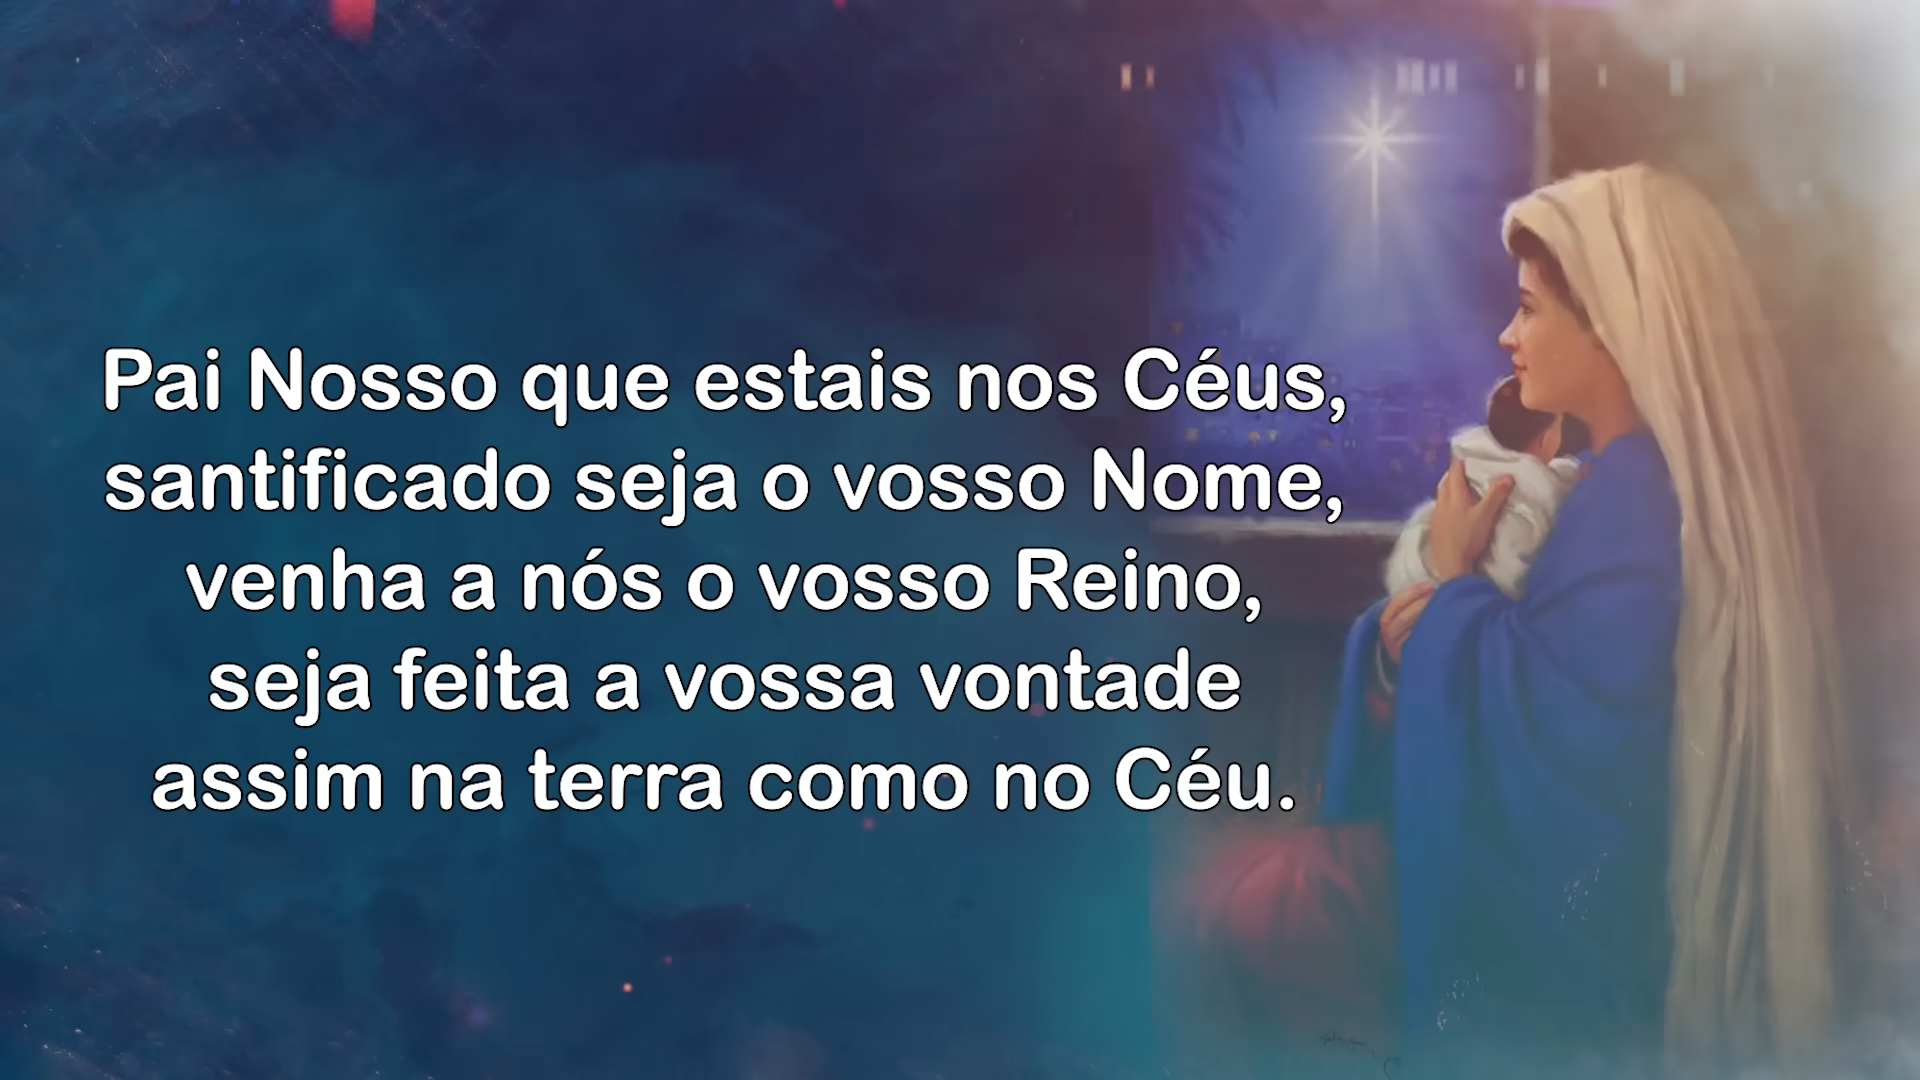 Pai Nosso que estais nos Céus,
santificado seja o vosso Nome,
venha a nós o vosso Reino,
seja feita a vossa vontade
assim na terra como no Céu.